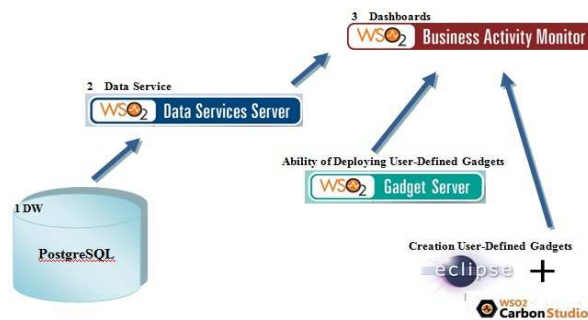 3 Dashboards
WSO2 Business Activity Monitor
2 Data Service
WSO2 Data Services Server
Ability of Deploying User-Defined Gadgets
WSO2 Gadget Server
1 DW
PostgreSQL
Creation User-Defined Gadgets
eclipse +
WSO2
Carbon Studio